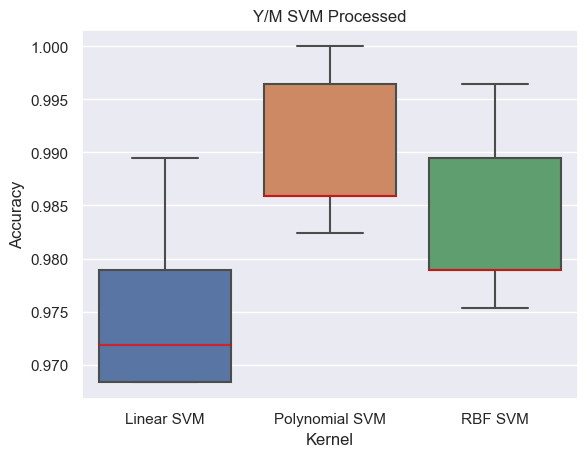 Y/M SVM Processed
1.000
0.995
0.990
0.985
0.980
0.975
0.970
Accuracy
Linear SVM
Polynomial SVM
RBF SVM
Kernel